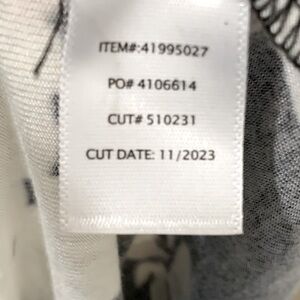 ITEM#:41995027
PO# 4106614
CUT# 510231
CUT DATE: 11/2023